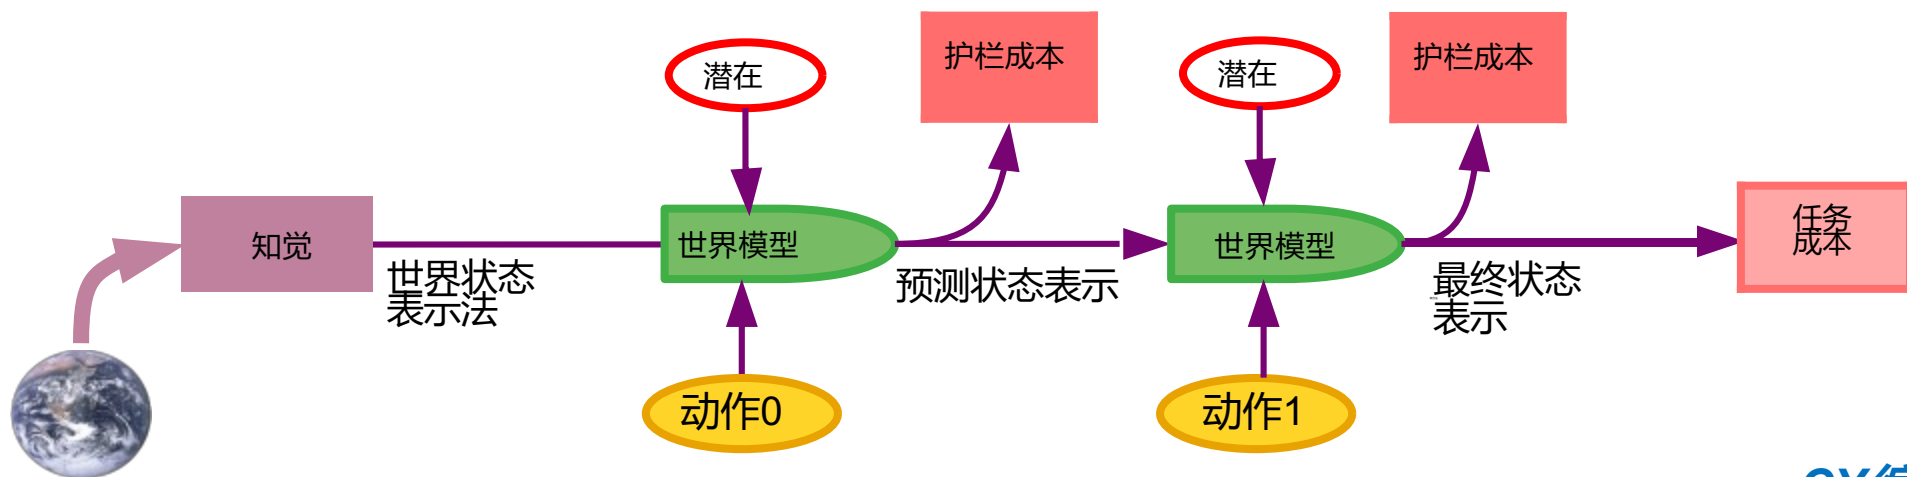 潜在
护栏成本
潜在
护栏成本
知觉
世界状态
表示法
世界模型
预测状态表示
世界模型
最终状态
表示
任务
成本
动作0
动作1